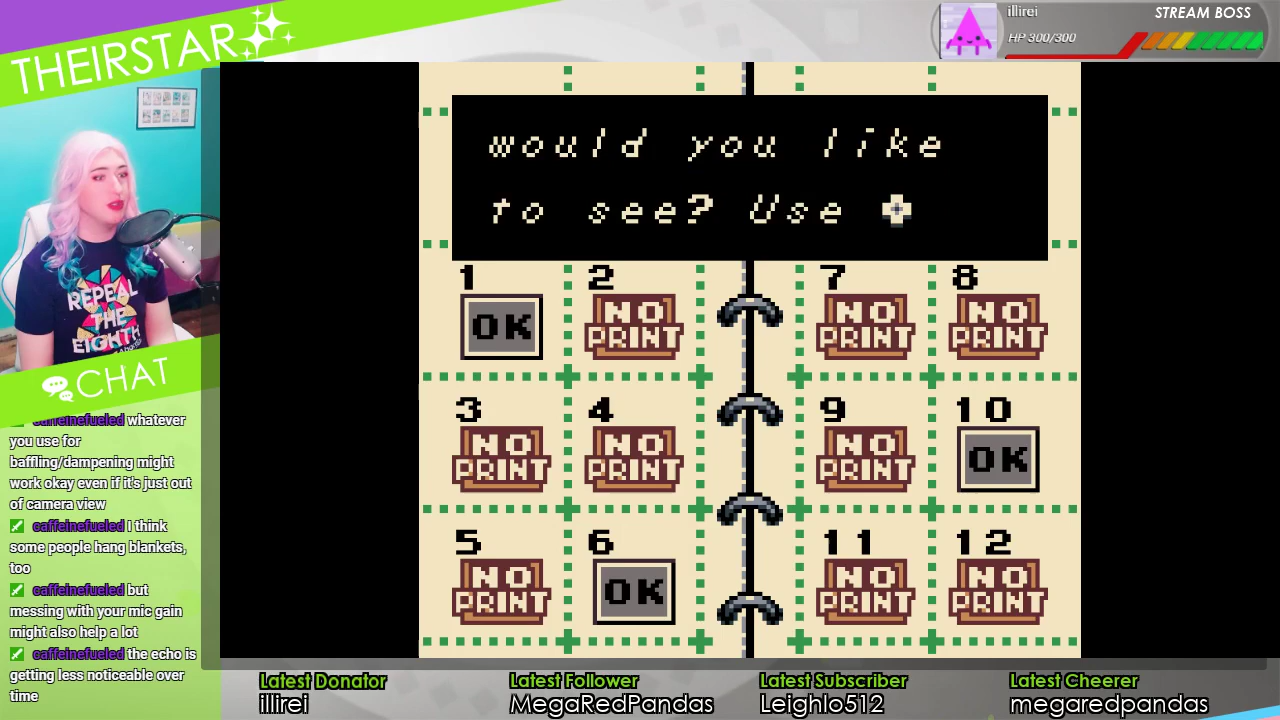 THEIRSTAR
illirei
STREAM BOSS
HP 300/300
would you like
to see? Use
1
OK
2
NO PRINT
7
NO PRINT
8
NO PRINT
3
NO PRINT
4
NO PRINT
9
NO PRINT
10
OK
5
NO PRINT
6
OK
11
NO PRINT
12
NO PRINT
REPEAL
THE
EIGHTH
CHAT
caffeinefueled whatever
you use for
baffling/dampening might
work okay even if it's just out
of camera view
caffeinefueled I think
some people hang blankets,
too
caffeinefueled but
messing with your mic gain
might also help a lot
caffeinefueled the echo is
getting less noticeable over
time
Latest Donator
illirei
Latest Follower
MegaRedPandas
Latest Subscriber
Leighlo512
Latest Cheerer
megaredpandas